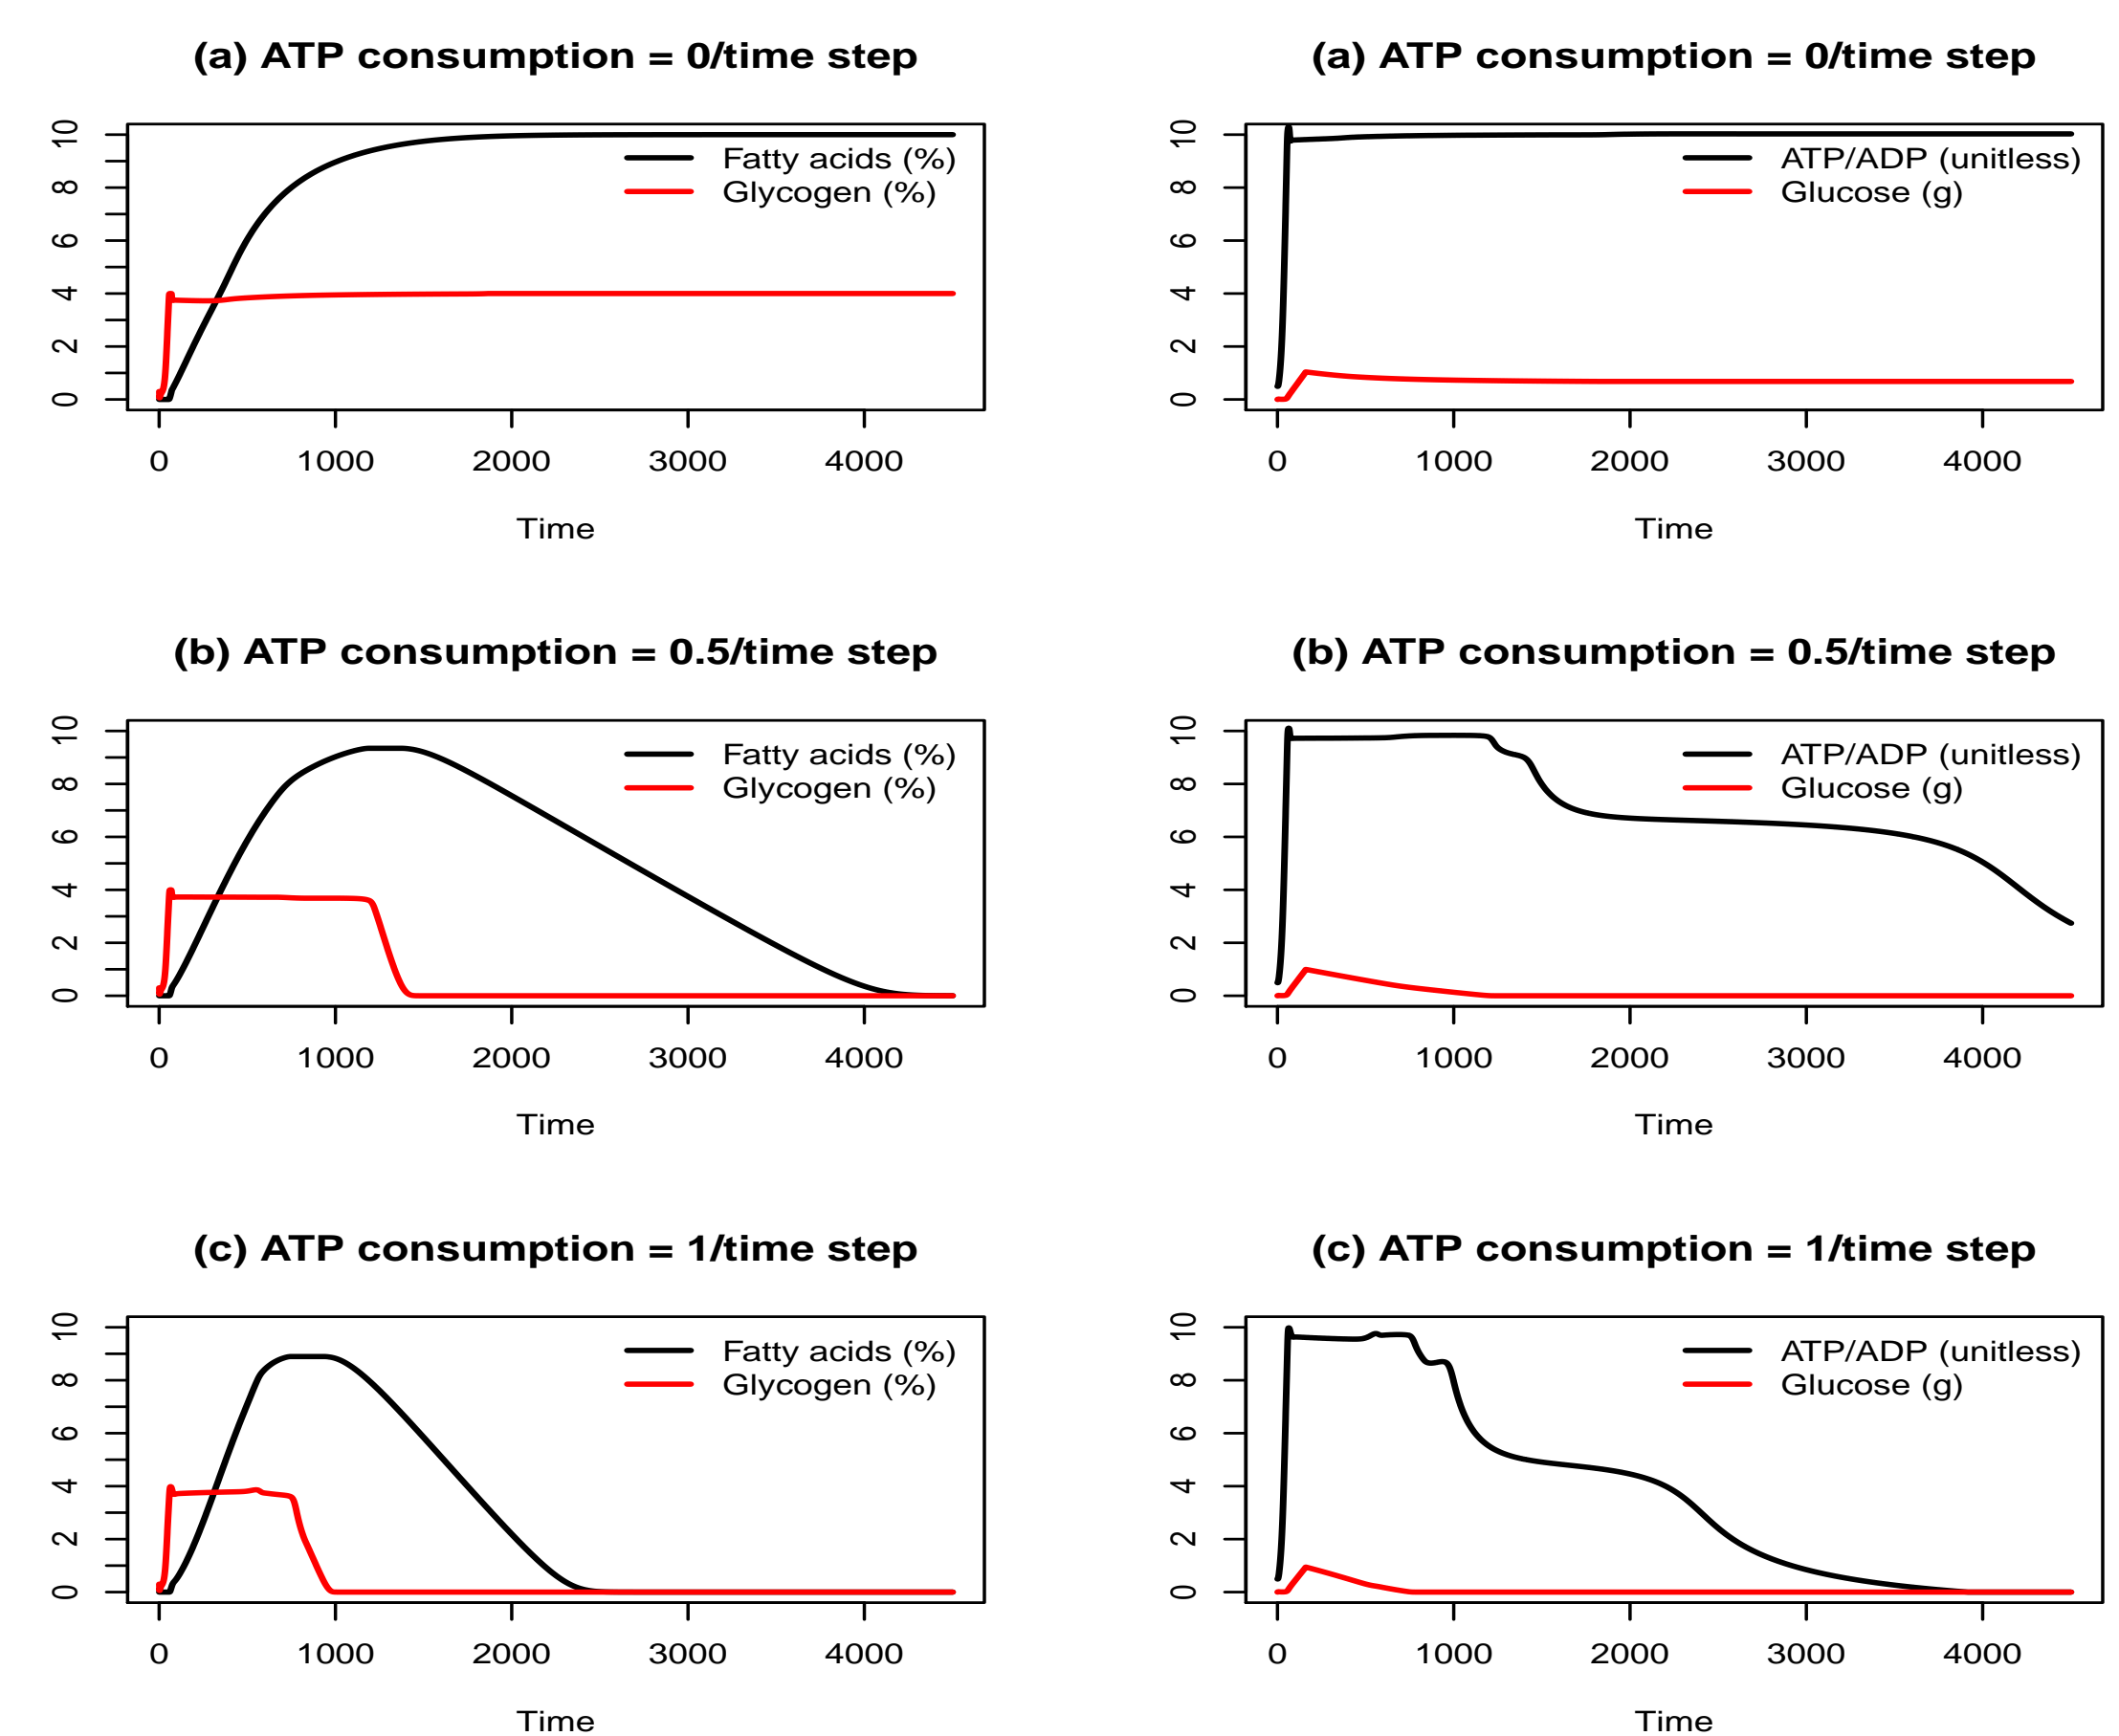 (a) ATP consumption = 0/time step
10
8
6
4
2
0
Fatty acids (%)
Glycogen (%)
0 1000 2000 3000 4000
Time
(a) ATP consumption = 0/time step
10
8
6
4
2
0
ATP/ADP (unitless)
Glucose (g)
0 1000 2000 3000 4000
Time
(b) ATP consumption = 0.5/time step
10
8
6
4
2
0
Fatty acids (%)
Glycogen (%)
0 1000 2000 3000 4000
Time
(b) ATP consumption = 0.5/time step
10
8
6
4
2
0
ATP/ADP (unitless)
Glucose (g)
0 1000 2000 3000 4000
Time
(c) ATP consumption = 1/time step
10
8
6
4
2
0
Fatty acids (%)
Glycogen (%)
0 1000 2000 3000 4000
Time
(c) ATP consumption = 1/time step
10
8
6
4
2
0
ATP/ADP (unitless)
Glucose (g)
0 1000 2000 3000 4000
Time